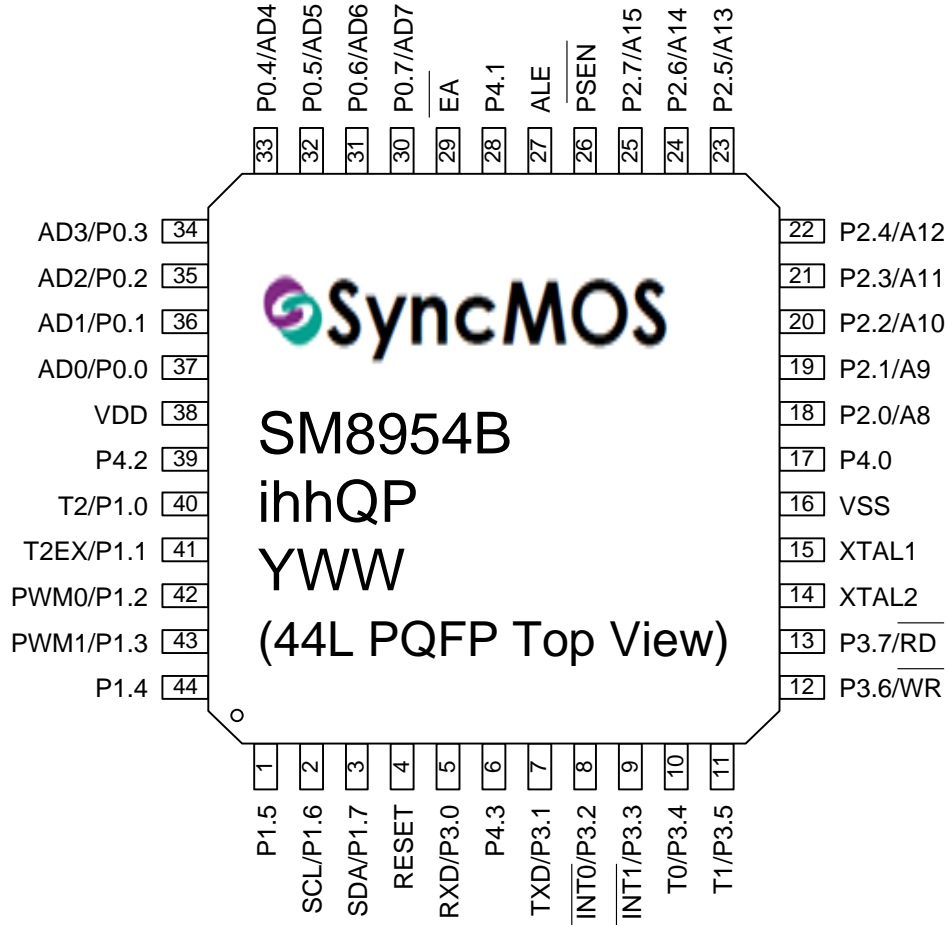 P0.4/AD4
P0.5/AD5
P0.6/AD6
P0.7/AD7
EA
P4.1
ALE
PSEN
P2.7/A15
P2.6/A14
P2.5/A13
33
32
31
30
29
28
27
26
25
24
23
AD3/P0.3 34
AD2/P0.2 35
AD1/P0.1 36
AD0/P0.0 37
VDD 38
P4.2 39
T2/P1.0 40
T2EX/P1.1 41
PWM0/P1.2 42
PWM1/P1.3 43
P1.4 44
SyncMOS
SM8954B
ihhQP
YWW
(44L PQFP Top View)
22 P2.4/A12
21 P2.3/A11
20 P2.2/A10
19 P2.1/A9
18 P2.0/A8
17 P4.0
16 VSS
15 XTAL1
14 XTAL2
13 P3.7/RD
12 P3.6/WR
1
2
3
4
5
6
7
8
9
10
11
P1.5
SCL/P1.6
SDA/P1.7
RESET
RXD/P3.0
P4.3
TXD/P3.1
INT0/P3.2
INT1/P3.3
T0/P3.4
T1/P3.5